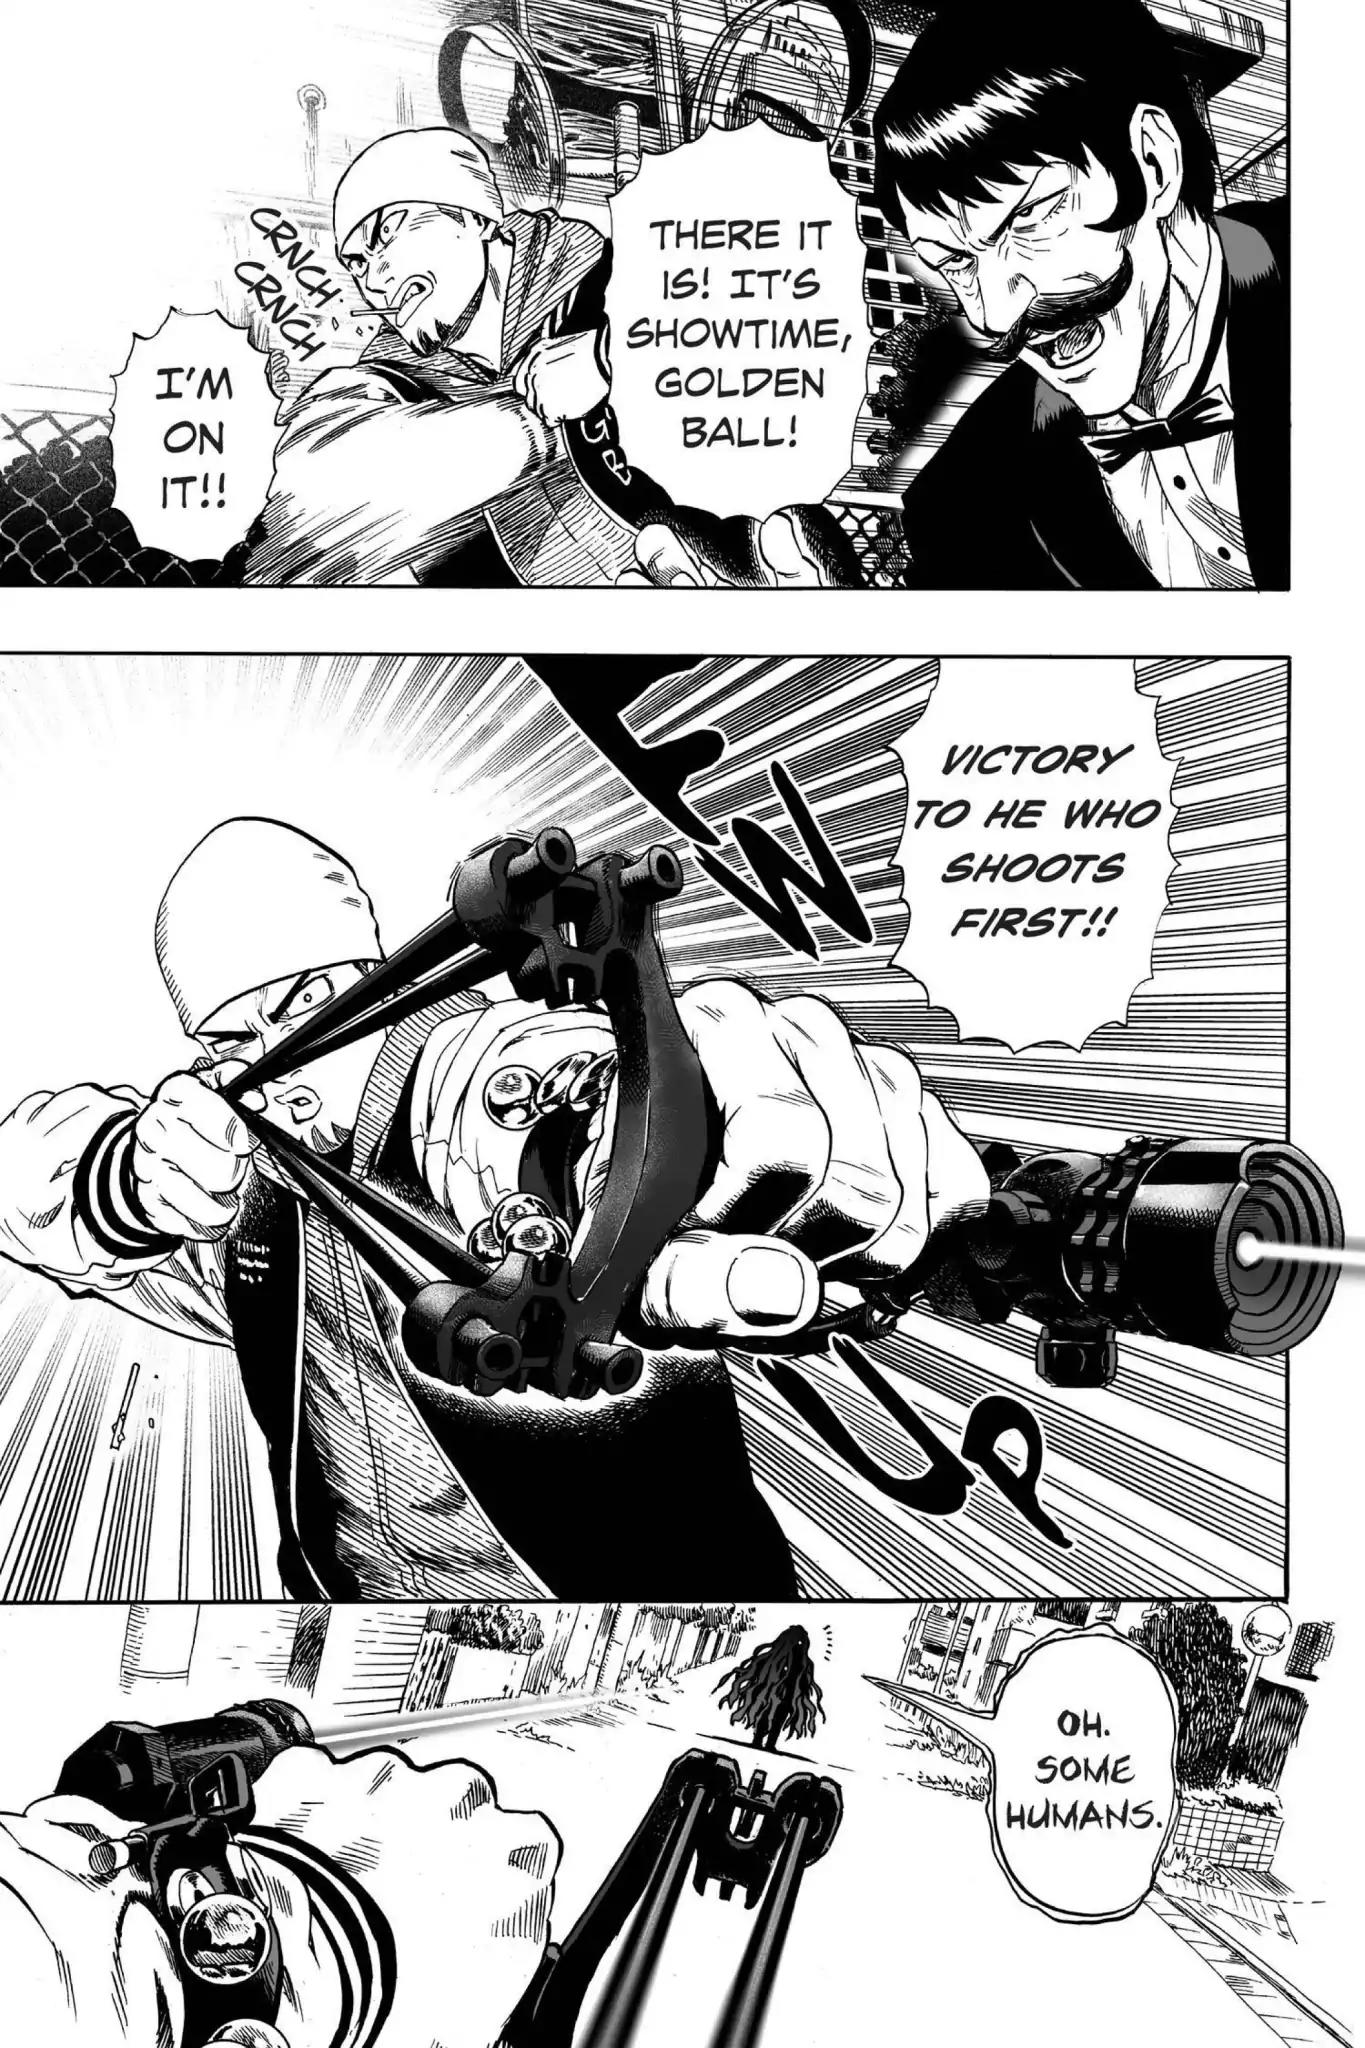 THERE IT
IS! IT'S
SHOWTIME,
GOLDEN
BALL!
CRNCH
CRNCH
I'M
ON
IT!!
GB
VICTORY
TO HE WHO
SHOOTS
FIRST!!
TWUP
OH.
SOME
HUMANS.